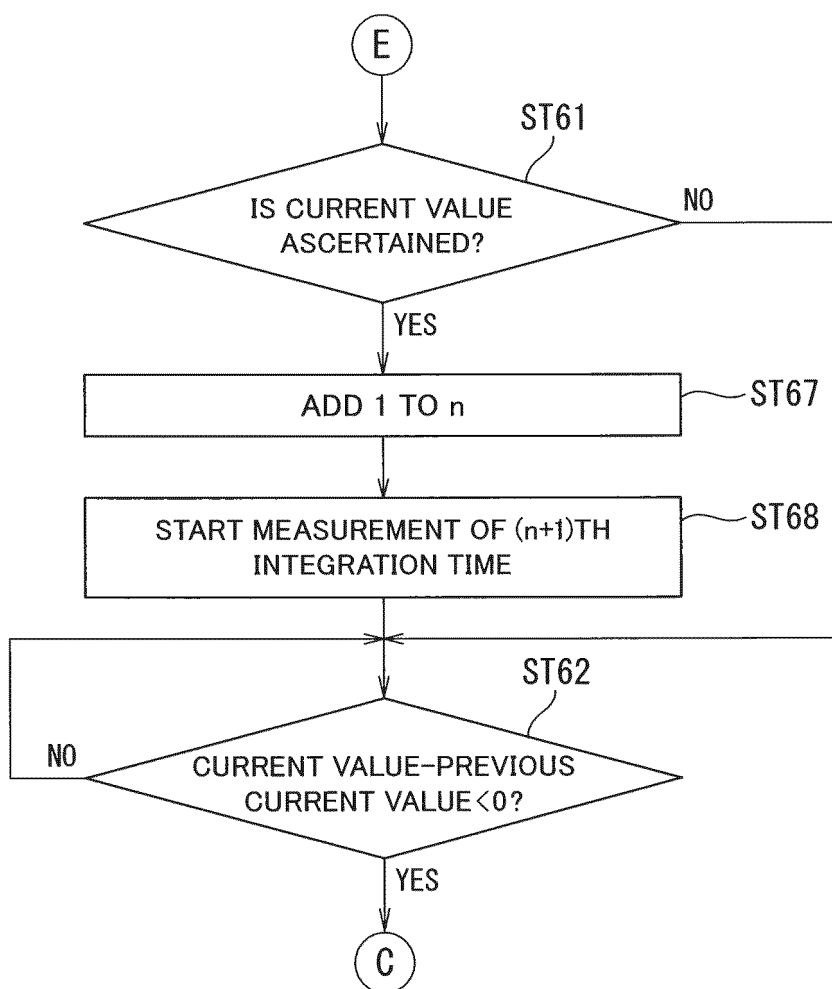 E
ST61
IS CURRENT VALUE
ASCERTAINED?
NO
YES
ADD 1 TO n
ST67
START MEASUREMENT OF (n+1)TH
INTEGRATION TIME
ST68
ST62
NO
CURRENT VALUE-PREVIOUS
CURRENT VALUE<0?
YES
C